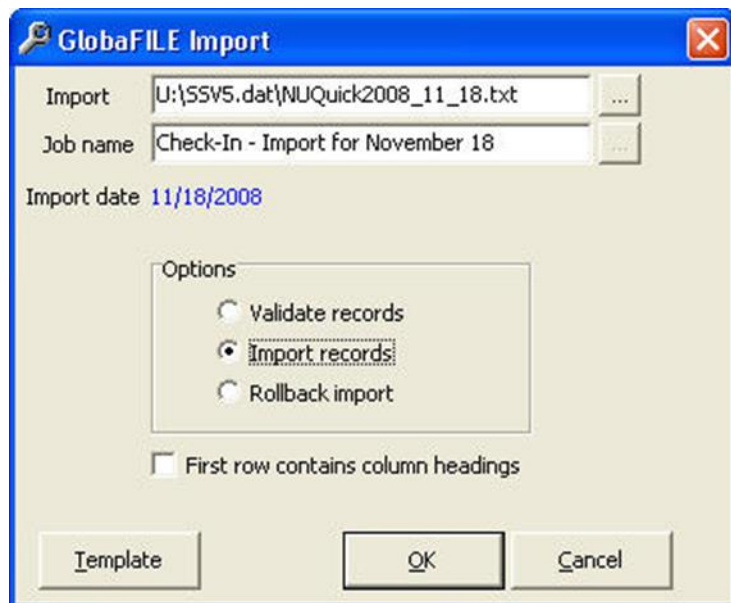 GlobaFILE Import
Import U:\SSV5.dat\NUQuick2008_11_18.txt ...
Job name Check-In - Import for November 18 ...
Import date 11/18/2008
Options
Validate records
Import records
Rollback import
First row contains column headings
Template OK Cancel